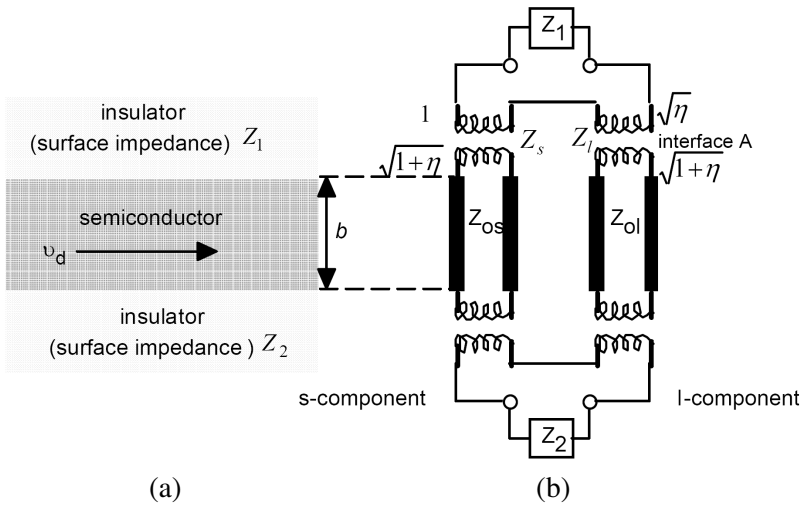 insulator
(surface impedance) Z1
semiconductor
υd
b
insulator
(surface impedance ) Z2
(a)
Z1
1
√η
Zs
Zl
interface A
√1+η
√1+η
Zos
Zol
s-component
l-component
Z2
(b)